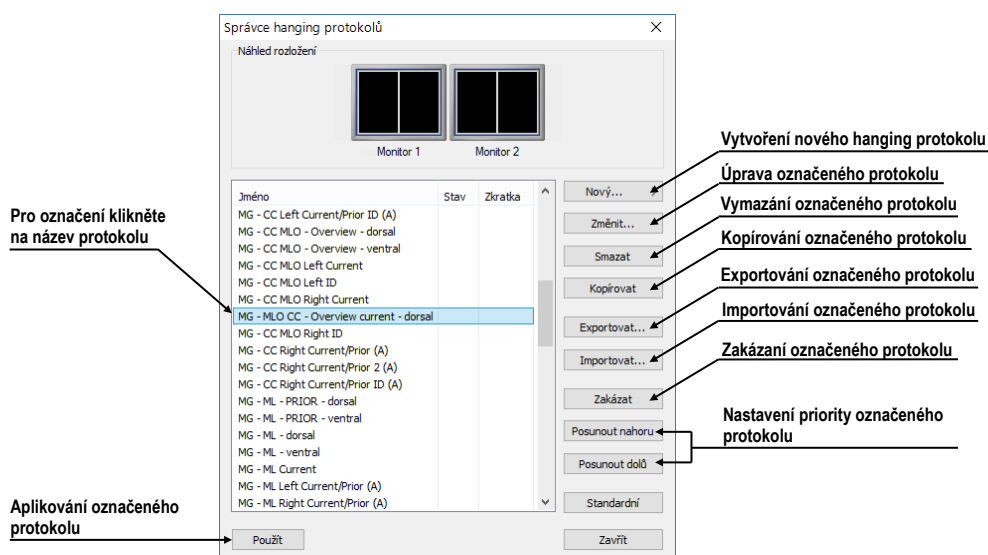 Správce hanging protokolů
Náhled rozložení
Monitor 1
Monitor 2
Jméno
Stav
Zkratka
MG - CC Left Current/Prior ID (A)
MG - CC MLO - Overview - dorsal
MG - CC MLO - Overview - ventral
MG - CC MLO Left Current
MG - CC MLO Left ID
MG - CC MLO Right Current
MG - MLO CC - Overview current - dorsal
MG - CC MLO Right ID
MG - CC Right Current/Prior (A)
MG - CC Right Current/Prior 2 (A)
MG - CC Right Current/Prior ID (A)
MG - ML - PRIOR - dorsal
MG - ML - PRIOR - ventral
MG - ML - dorsal
MG - ML - ventral
MG - ML Current
MG - ML Left Current/Prior (A)
MG - ML Right Current/Prior (A)
Nový...
Změnit...
Smazat
Kopírovat
Exportovat...
Importovat...
Zakázat
Posunout nahoru
Posunout dolů
Standardní
Použít
Zavřít
Pro označení klikněte
na název protokolu
Aplikování označeného
protokolu
Vytvoření nového hanging protokolu
Úprava označeného protokolu
Vymazání označeného protokolu
Kopírování označeného protokolu
Exportování označeného protokolu
Importování označeného protokolu
Zakázaní označeného protokolu
Nastavení priority označeného
protokolu